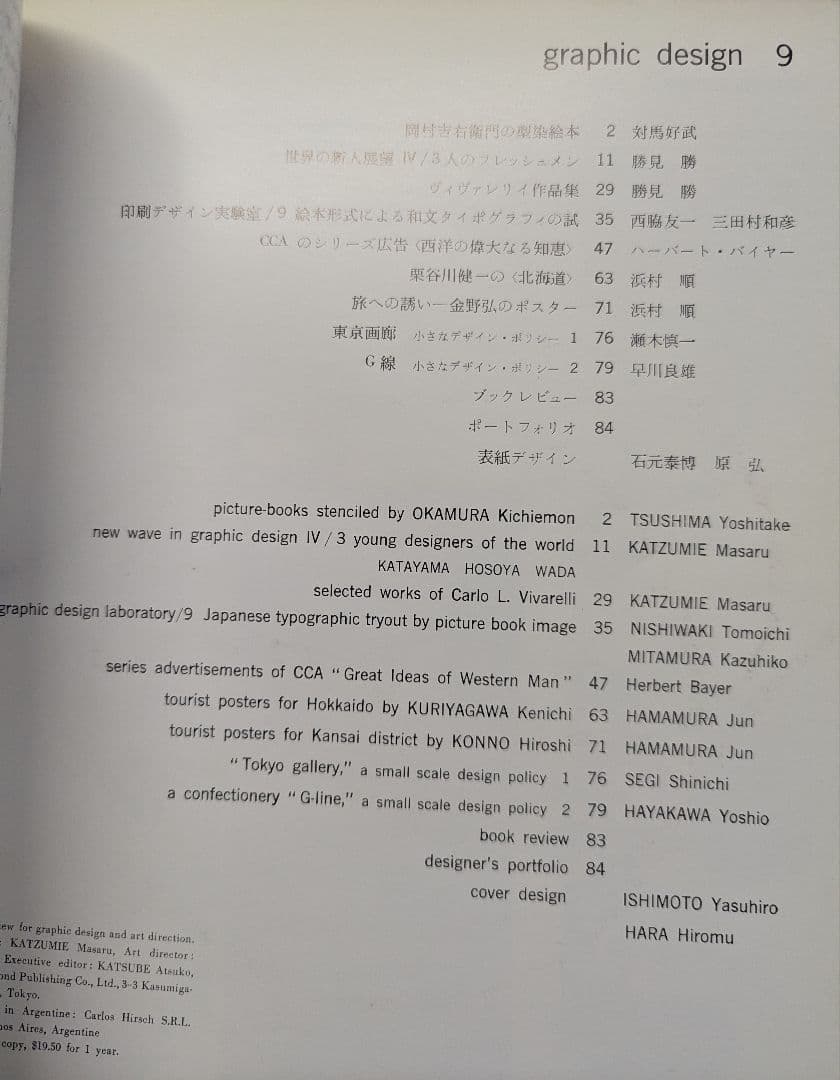 graphic design 9
岡村吉右衛門の型染絵本 2 対馬好武
世界の新人展望 IV/3人のフレッシュメン 11 勝見 勝
ヴィヴァレリイ作品集 29 勝見 勝
印刷デザイン実験室/9 絵本形式による和文タイポグラフィの試 35 西脇友一 三田村和彦
CCA のシリーズ広告〈西洋の偉大なる知恵〉 47 ハーバート・バイヤー
栗谷川健一の〈北海道〉 63 浜村 順
旅への誘い―金野弘のポスター 71 浜村 順
東京画廊 小さなデザイン・ポリシー 1 76 瀬木慎一
G線 小さなデザイン・ポリシー 2 79 早川良雄
ブックレビュー 83
ポートフォリオ 84
表紙デザイン 石元泰博 原 弘
picture-books stenciled by OKAMURA Kichiemon 2 TSUSHIMA Yoshitake
new wave in graphic design IV/3 young designers of the world 11 KATZUMIE Masaru
KATAYAMA HOSOYA WADA
selected works of Carlo L. Vivarelli 29 KATZUMIE Masaru
graphic design laboratory/9 Japanese typographic tryout by picture book image 35 NISHIWAKI Tomoichi
MITAMURA Kazuhiko
series advertisements of CCA "Great Ideas of Western Man" 47 Herbert Bayer
tourist posters for Hokkaido by KURIYAGAWA Kenichi 63 HAMAMURA Jun
tourist posters for Kansai district by KONNO Hiroshi 71 HAMAMURA Jun
"Tokyo gallery," a small scale design policy 1 76 SEGI Shinichi
a confectionery "G-line," a small scale design policy 2 79 HAYAKAWA Yoshio
book review 83
designer's portfolio 84
cover design ISHIMOTO Yasuhiro
HARA Hiromu
for graphic design and art direction.
: KATZUMIE Masaru, Art director:
Executive editor: KATSUBE Atsuko,
Publishing Co., Ltd., 3-3 Kasumiga-
, Tokyo.
in Argentine: Carlos Hirsch S.R.L.
Aires, Argentine
copy, $19.50 for 1 year.